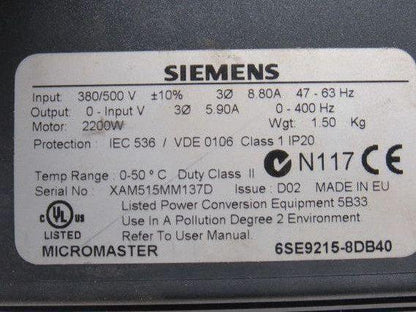 SIEMENS
Input: 380/500 V ±10% 3Ø 8.80A 47 - 63 Hz
Output: 0 - Input V 3Ø 5.90A 0 - 400 Hz
Motor: 2200W Wgt: 1.50 Kg
Protection : IEC 536 / VDE 0106 Class 1 IP20
N117 CE
Temp Range : 0-50 °C Duty Class II
Serial No : XAM515MM137D Issue : D02 MADE IN EU
UL LISTED
Listed Power Conversion Equipment 5B33
Use In A Pollution Degree 2 Environment
Refer To User Manual
MICROMASTER 6SE9215-8DB40